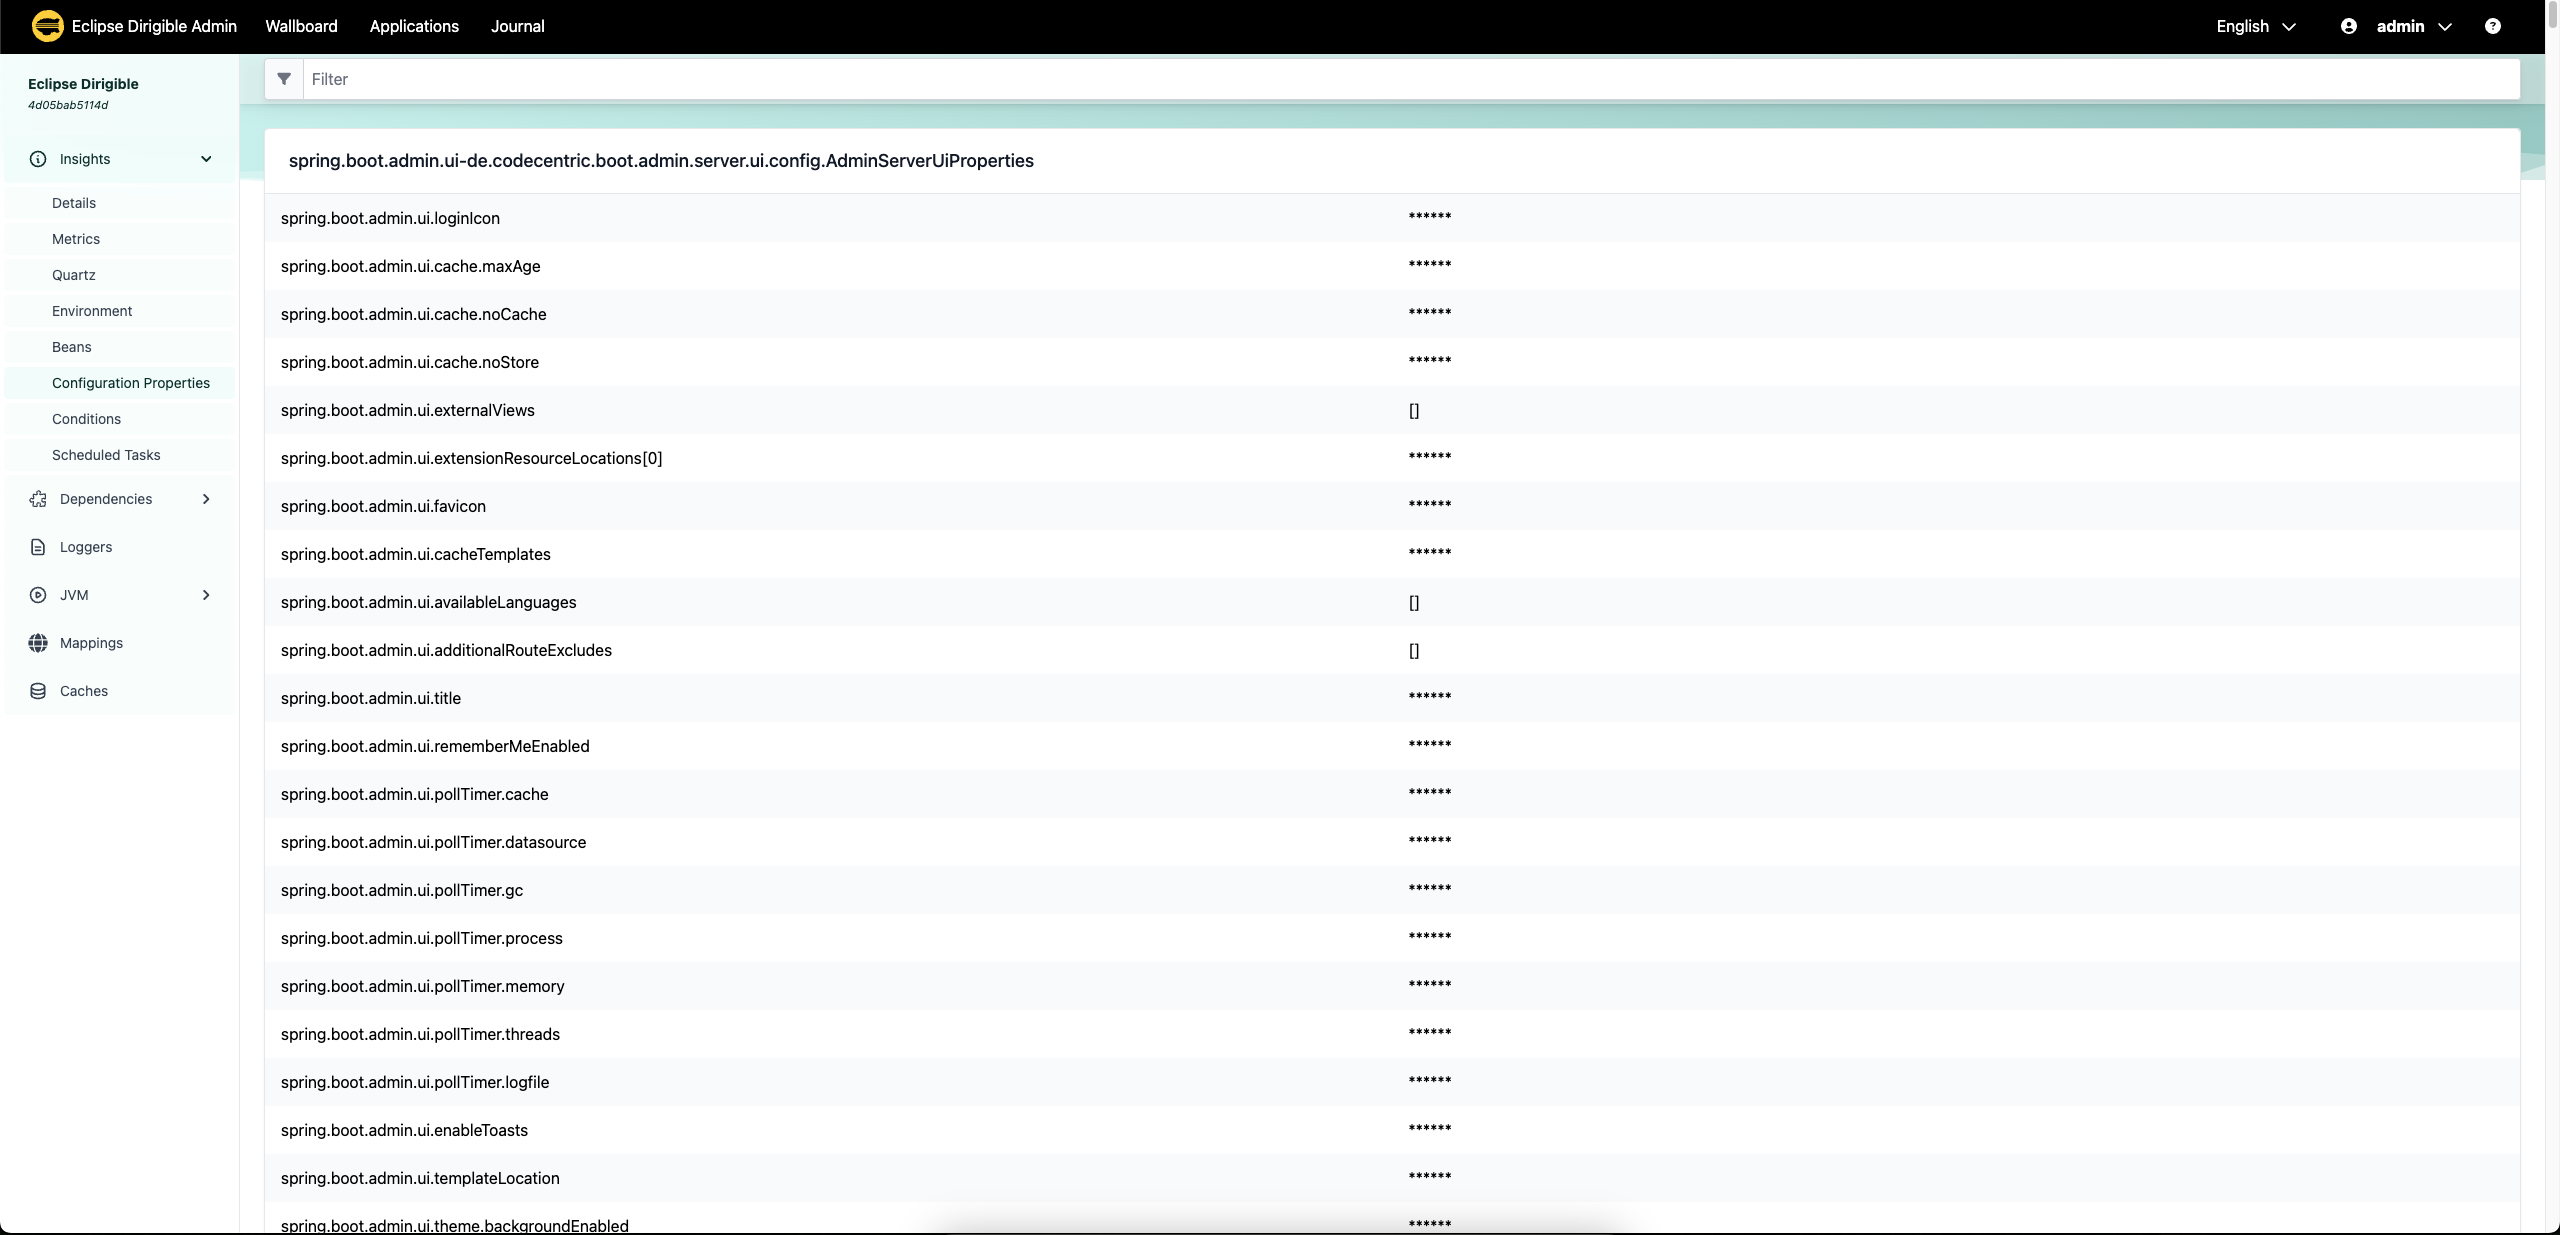 Eclipse Dirigible Admin Wallboard Applications Journal English admin ?
Eclipse Dirigible
4d05bab5114d
Insights
Details
Metrics
Quartz
Environment
Beans
Configuration Properties
Conditions
Scheduled Tasks
Dependencies
Loggers
JVM
Mappings
Caches
Filter
spring.boot.admin.ui-de.codecentric.boot.admin.server.ui.config.AdminServerUiProperties
spring.boot.admin.ui.loginIcon ******
spring.boot.admin.ui.cache.maxAge ******
spring.boot.admin.ui.cache.noCache ******
spring.boot.admin.ui.cache.noStore ******
spring.boot.admin.ui.externalViews []
spring.boot.admin.ui.extensionResourceLocations[0] ******
spring.boot.admin.ui.favicon ******
spring.boot.admin.ui.cacheTemplates ******
spring.boot.admin.ui.availableLanguages []
spring.boot.admin.ui.additionalRouteExcludes []
spring.boot.admin.ui.title ******
spring.boot.admin.ui.rememberMeEnabled ******
spring.boot.admin.ui.pollTimer.cache ******
spring.boot.admin.ui.pollTimer.datasource ******
spring.boot.admin.ui.pollTimer.gc ******
spring.boot.admin.ui.pollTimer.process ******
spring.boot.admin.ui.pollTimer.memory ******
spring.boot.admin.ui.pollTimer.threads ******
spring.boot.admin.ui.pollTimer.logfile ******
spring.boot.admin.ui.enableToasts ******
spring.boot.admin.ui.templateLocation ******
spring.boot.admin.ui.theme.backgroundEnabled ******